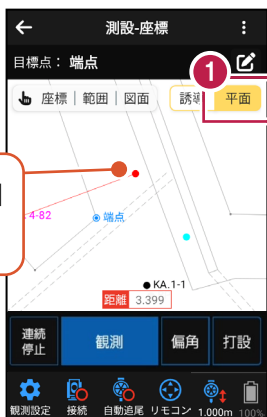 測設-座標
目標点： 端点
1
座標 | 範囲 | 図面
誘導
平面
4-82
端点
KA.1-1
距離 3.399
連続
停止
観測
偏角
打設
観測設定
接続
自動追尾
リモコン
1.000m
100%